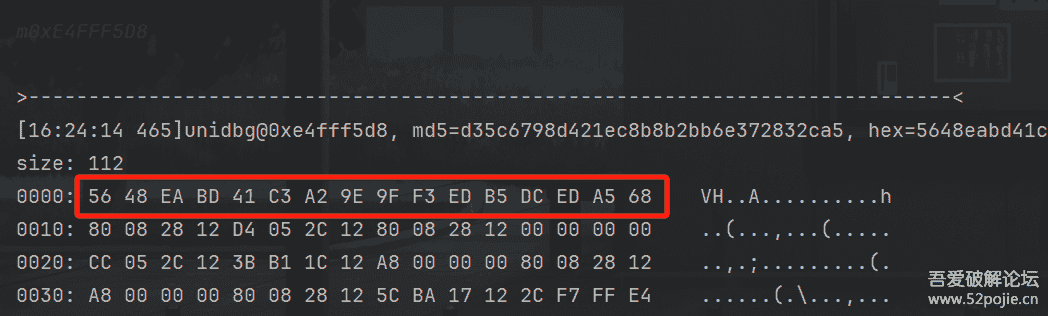 m0xE4FFF5D8
>-----------------------------------------------------------------------------<
[16:24:14 465]unidbg@0xe4fff5d8, md5=d35c6798d421ec8b8b2bb6e372832ca5, hex=5648eabd41c
size: 112
0000: 56 48 EA BD 41 C3 A2 9E 9F F3 ED B5 DC ED A5 68    VH..A..........h
0010: 80 08 28 12 D4 05 2C 12 80 08 28 12 00 00 00 00    ..(...,...(.....
0020: CC 05 2C 12 3B B1 1C 12 A8 00 00 00 80 08 28 12    ..,.;.........(.
0030: A8 00 00 00 80 08 28 12 5C BA 17 12 2C F7 FF E4    ......(.\...,...
吾爱破解论坛
www.52pojie.cn